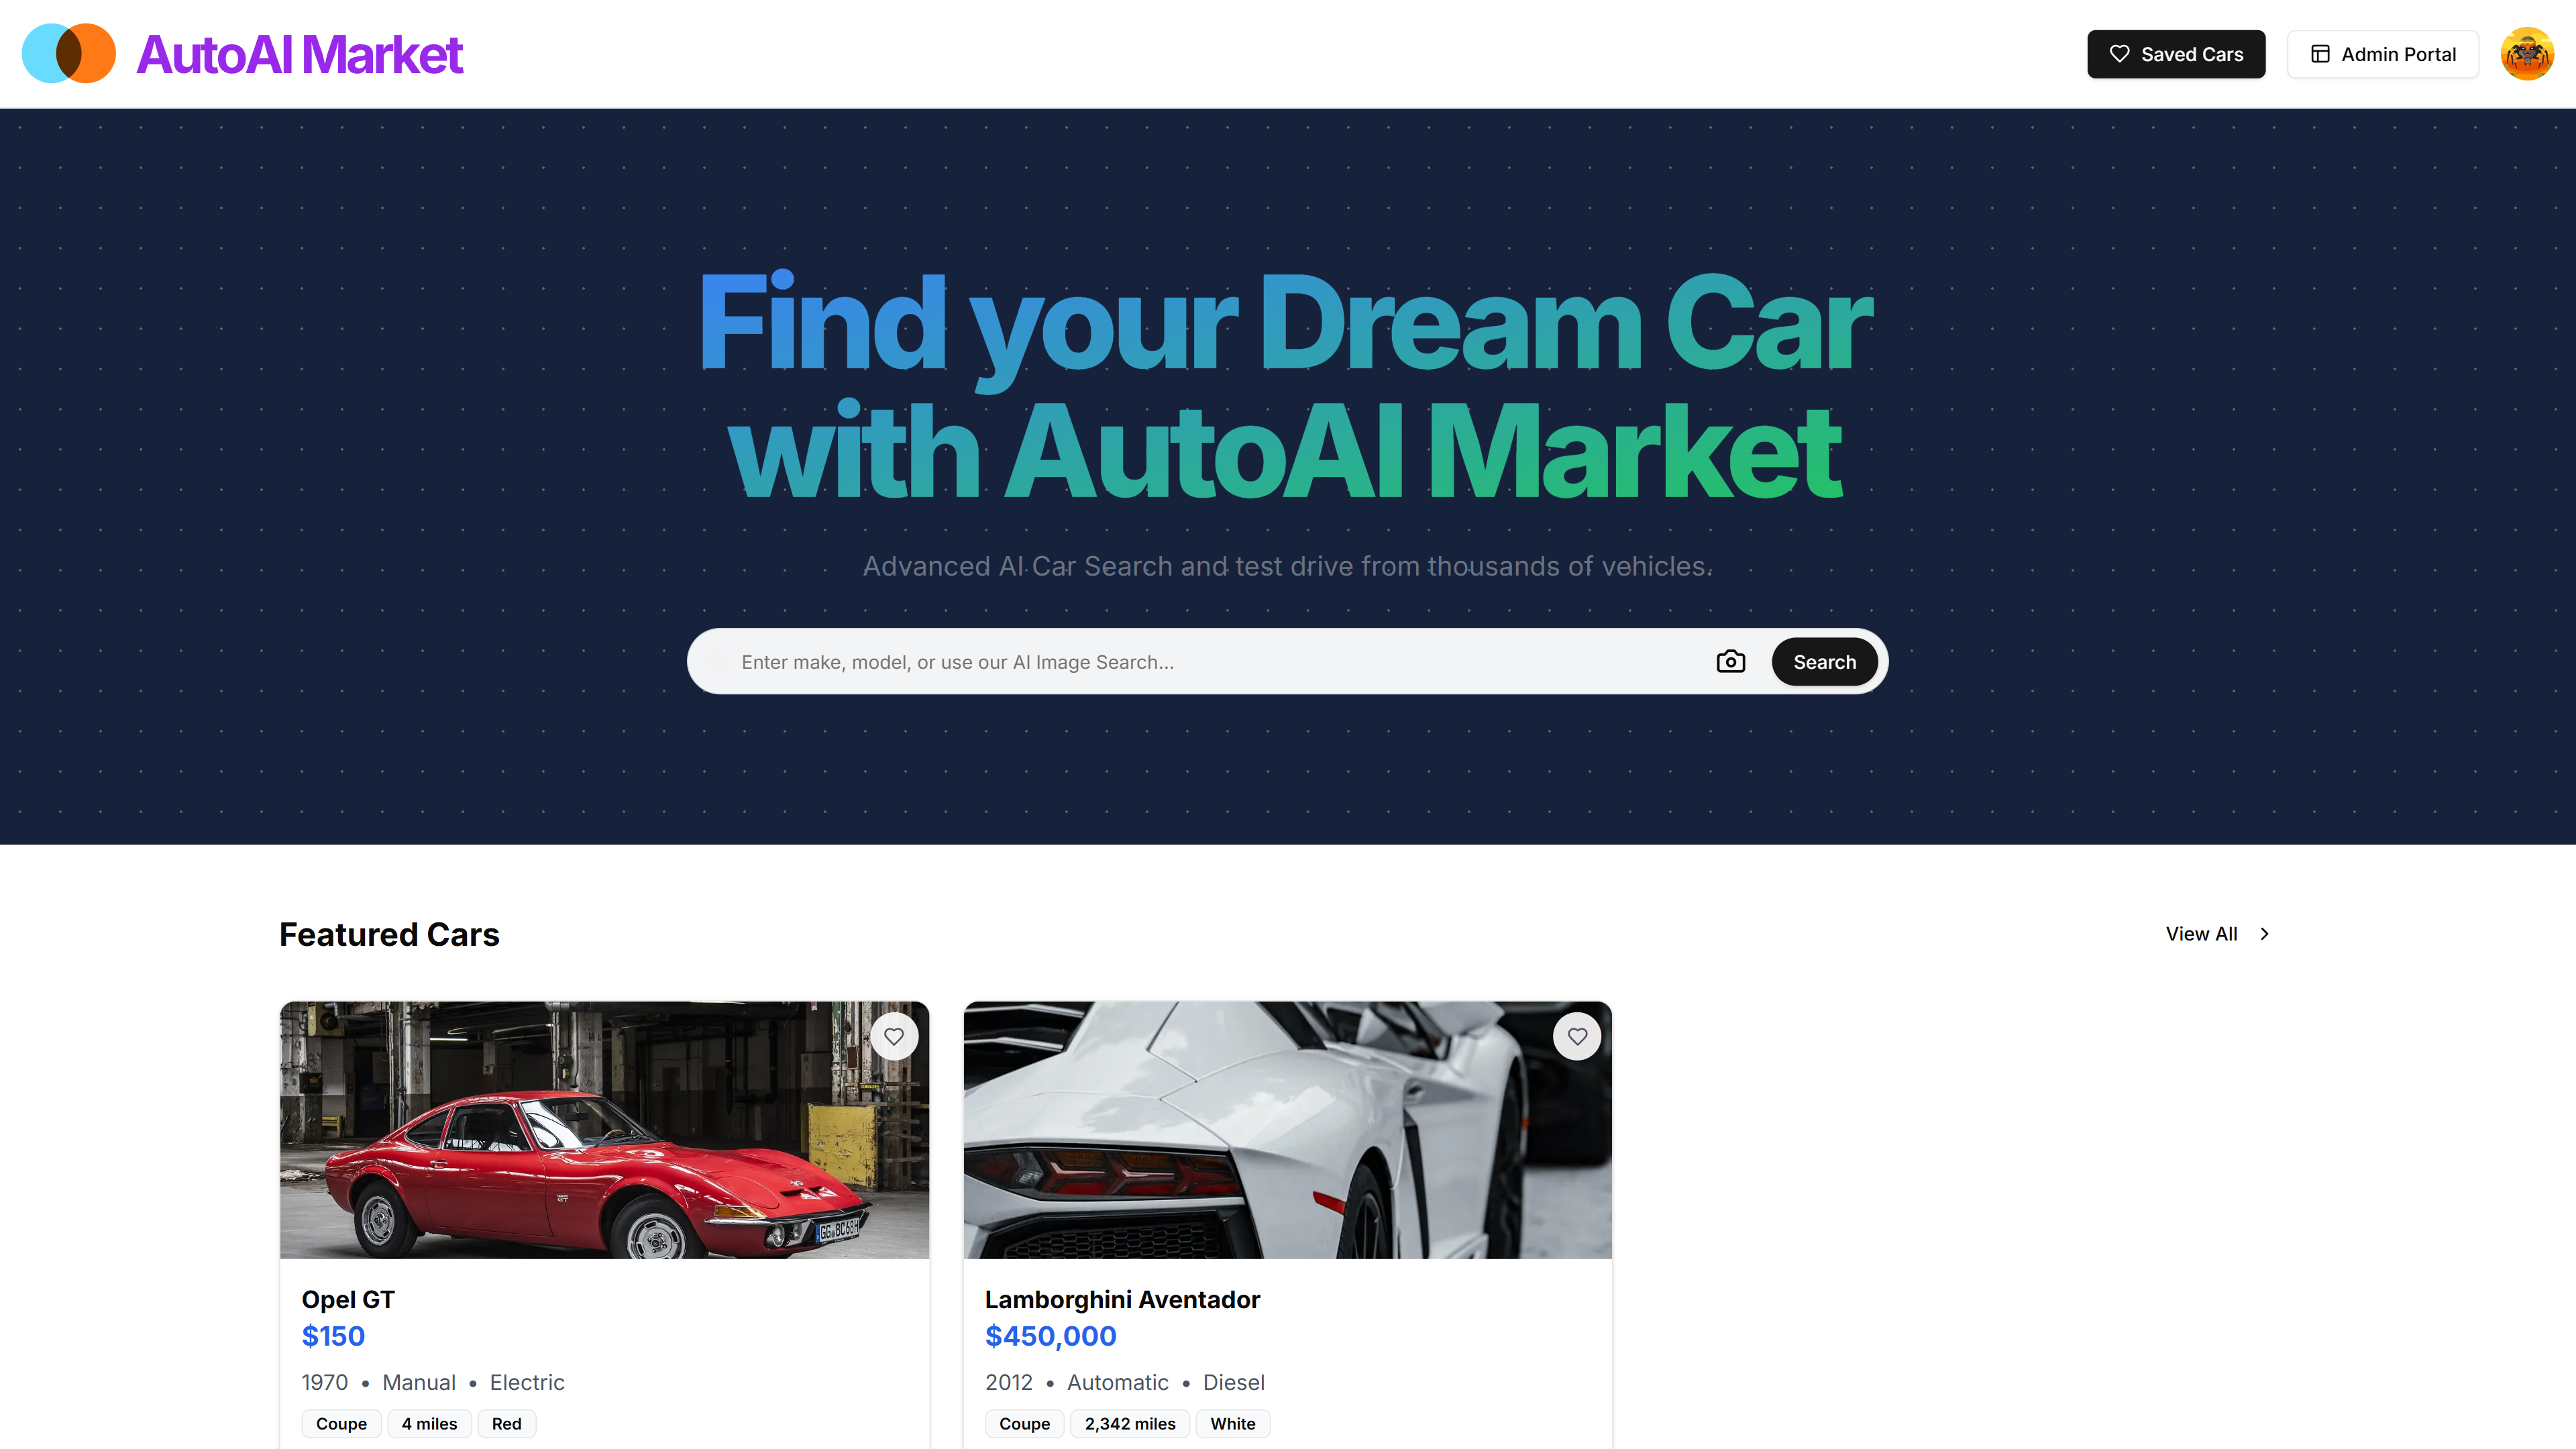 AutoAI Market
Saved Cars
Admin Portal
Find your Dream Car
with AutoAI Market
Advanced AI Car Search and test drive from thousands of vehicles.
Enter make, model, or use our AI Image Search...
Search
Featured Cars
View All
GG BC68H
Opel GT
$150
1970 • Manual • Electric
Coupe 4 miles Red
Lamborghini Aventador
$450,000
2012 • Automatic • Diesel
Coupe 2,342 miles White